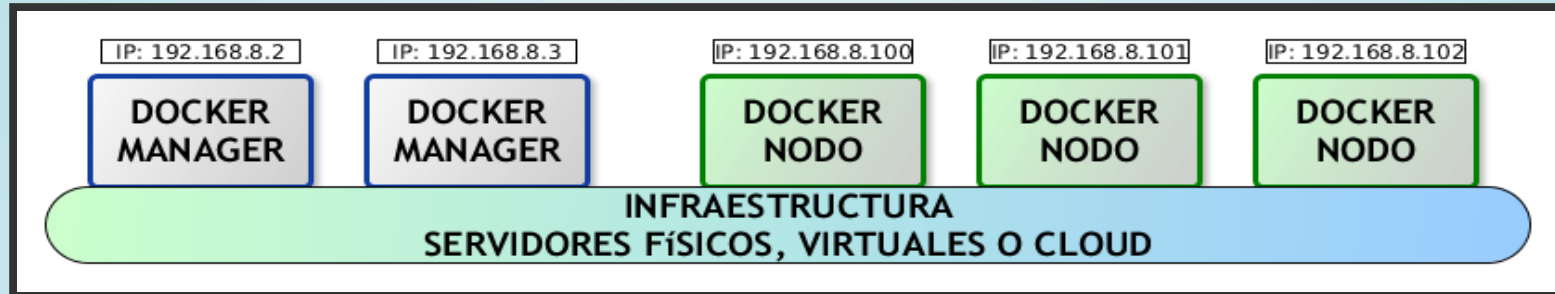 IP: 192.168.8.2
IP: 192.168.8.3
IP: 192.168.8.100
IP: 192.168.8.101
IP: 192.168.8.102
DOCKER
MANAGER
DOCKER
MANAGER
DOCKER
NODO
DOCKER
NODO
DOCKER
NODO
INFRAESTRUCTURA
SERVIDORES FíSICOS, VIRTUALES O CLOUD